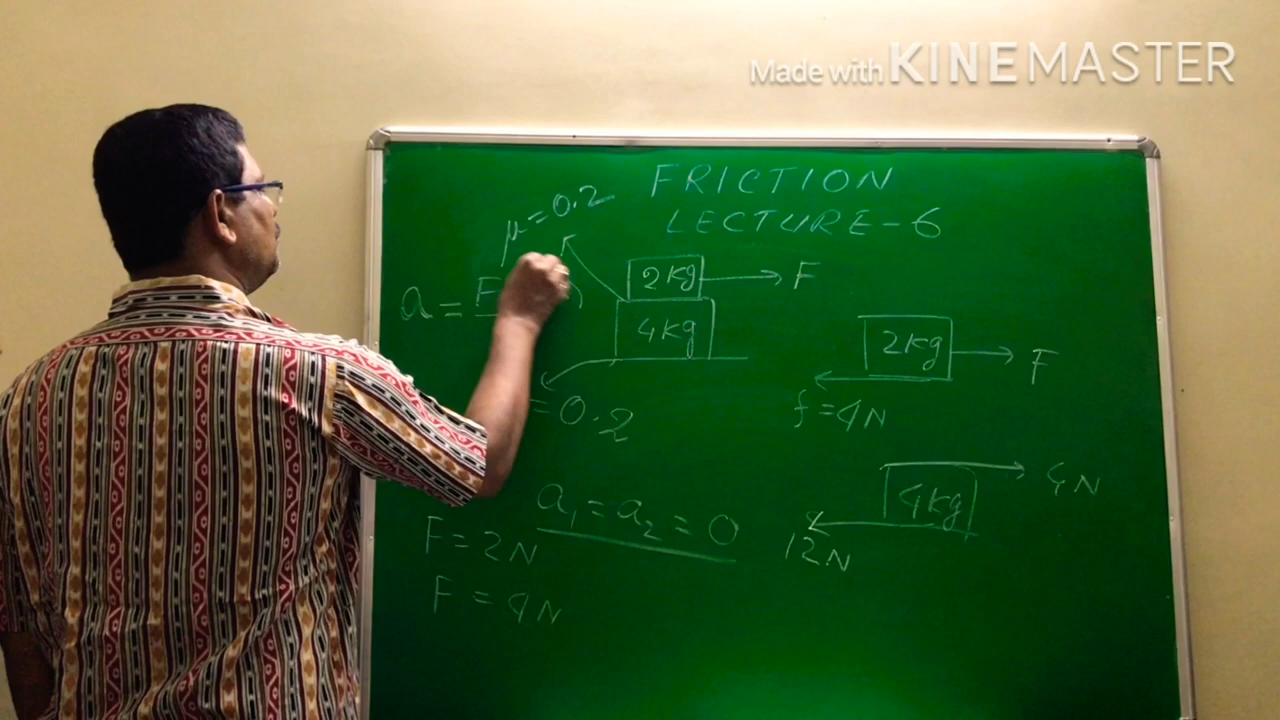 Made with KINEMASTER
FRICTION
LECTURE-6
μ = 0.2
2kg
F
a = F
4kg
2kg
F
= 0.2
f = 4N
4N
4kg
a₁ = a₂ = 0
12N
F = 2N
F = 4N